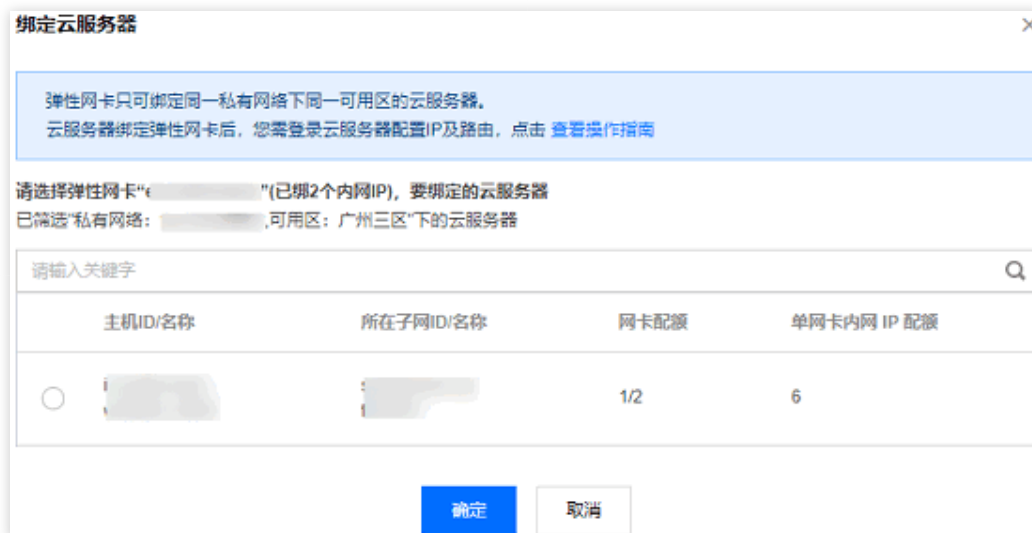 绑定云服务器
弹性网卡只可绑定同一私有网络下同一可用区的云服务器。
云服务器绑定弹性网卡后，您需登录云服务器配置IP及路由，点击 查看操作指南
请选择弹性网卡“e "(已绑2个内网IP)，要绑定的云服务器
已筛选“私有网络： ,可用区：广州三区”下的云服务器
请输入关键字
主机ID/名称 所在子网ID/名称 网卡配额 单网卡内网 IP 配额
1/2 6
确定 取消